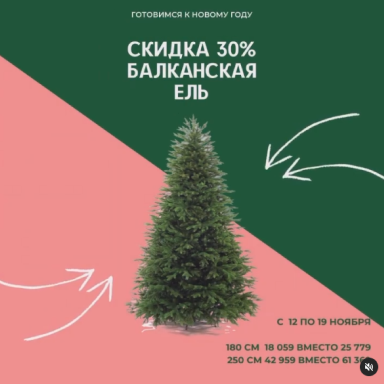 ГОТОВИМСЯ К НОВОМУ ГОДУ
СКИДКА 30%
БАЛКАНСКАЯ
ЕЛЬ
С 12 ПО 19 НОЯБРЯ
180 СМ 18 059 ВМЕСТО 25 779
250 СМ 42 959 ВМЕСТО